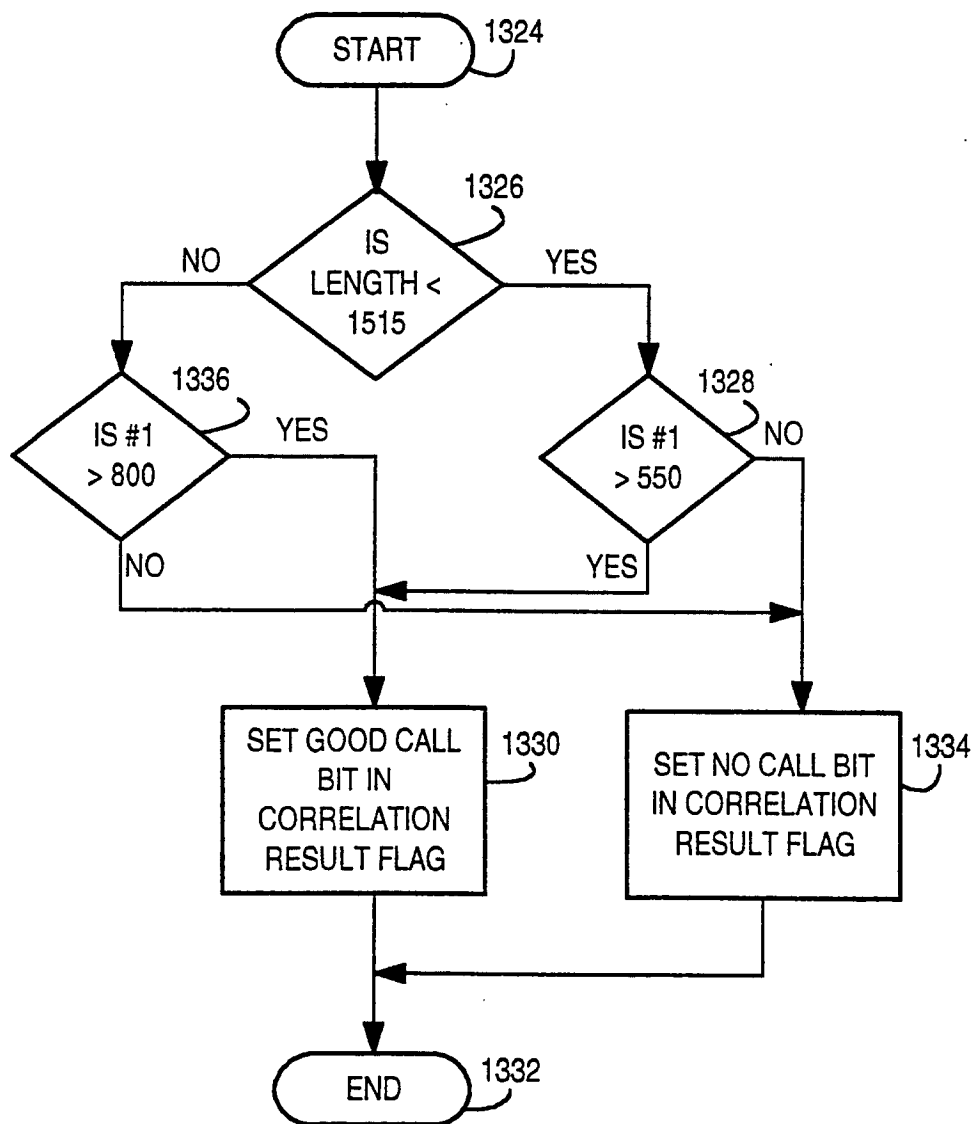 START
1324
1326
IS
LENGTH <
1515
NO
YES
1336
IS #1
> 800
YES
NO
1328
IS #1
> 550
NO
YES
SET GOOD CALL
BIT IN
CORRELATION
RESULT FLAG
1330
SET NO CALL BIT
IN CORRELATION
RESULT FLAG
1334
END
1332